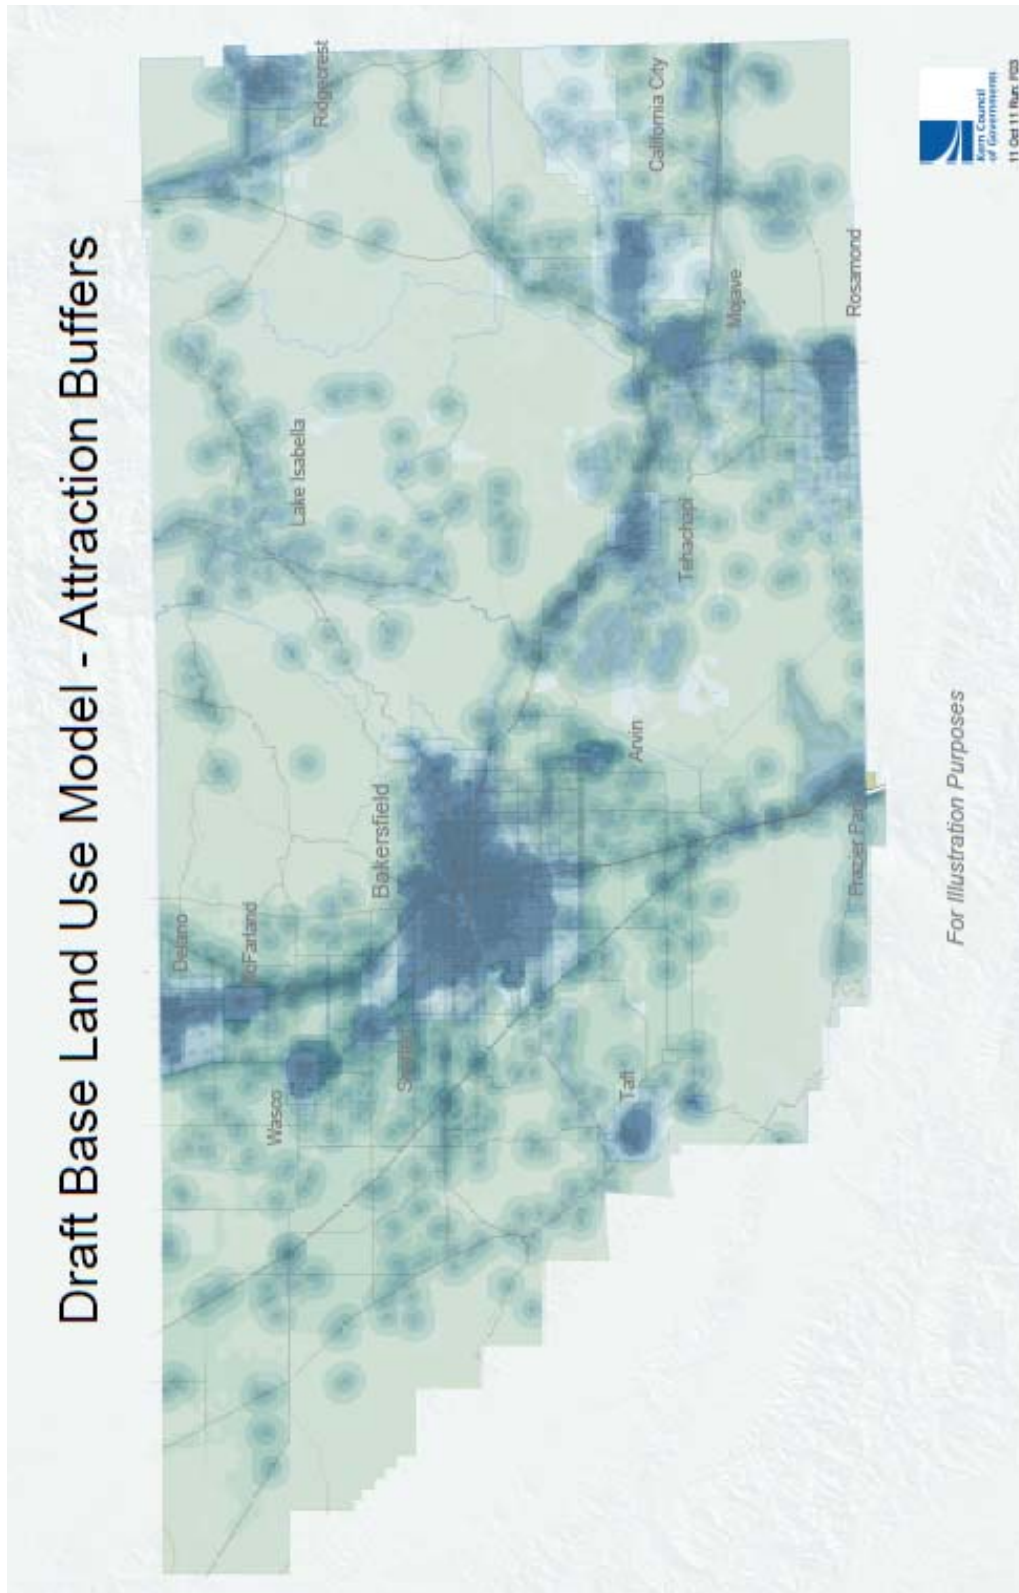 Draft Base Land Use Model - Attraction Buffers
Delano
McFarland
Wasco
Bakersfield
Lake Isabella
Ridgecrest
California City
Mojave
Rosamond
Tehachapi
Arvin
Taft
For Illustration Purposes
Kern Council
of Governments